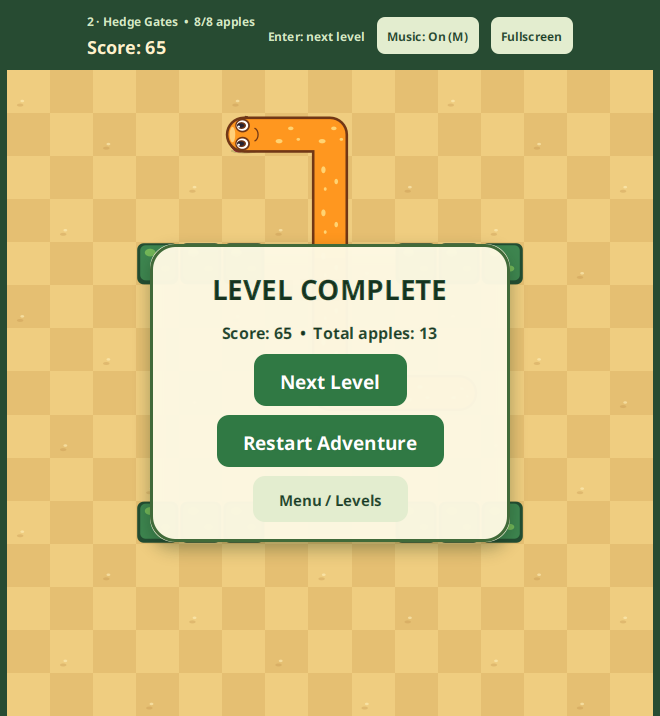 2 · Hedge Gates • 8/8 apples
Score: 65
Enter: next level
Music: On (M)
Fullscreen
LEVEL COMPLETE
Score: 65 • Total apples: 13
Next Level
Restart Adventure
Menu / Levels